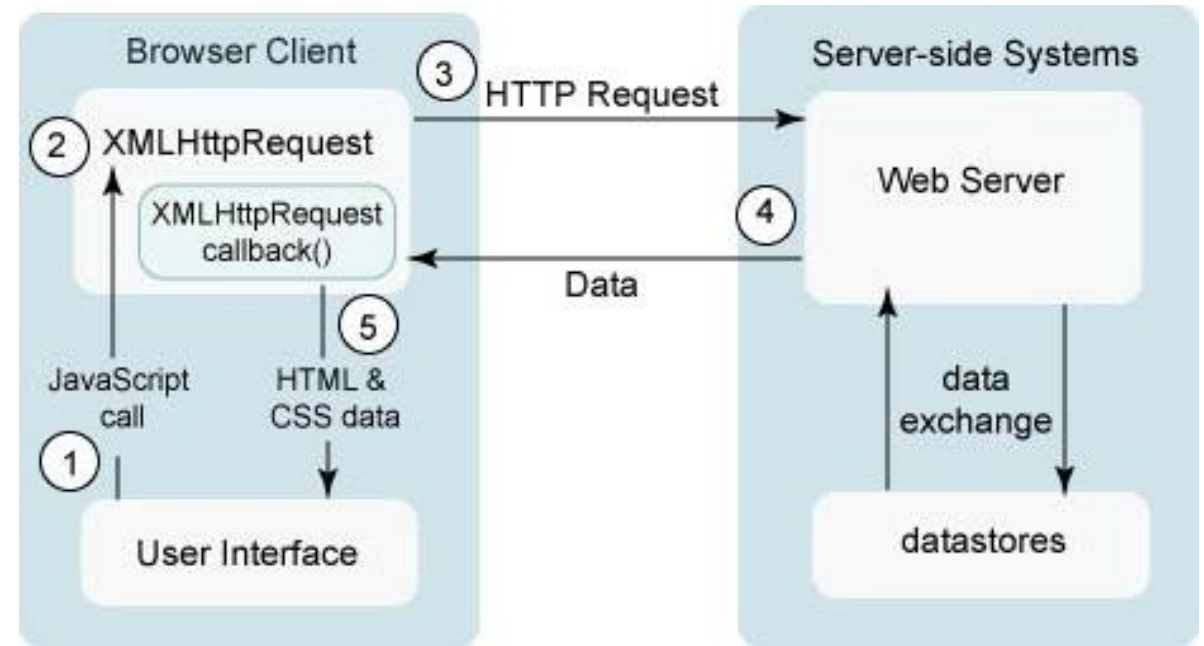 Browser Client
3
HTTP Request
2
XMLHttpRequest
XMLHttpRequest
callback()
5
JavaScript
call
HTML &
CSS data
1
User Interface
4
Data
Server-side Systems
Web Server
data
exchange
datastores